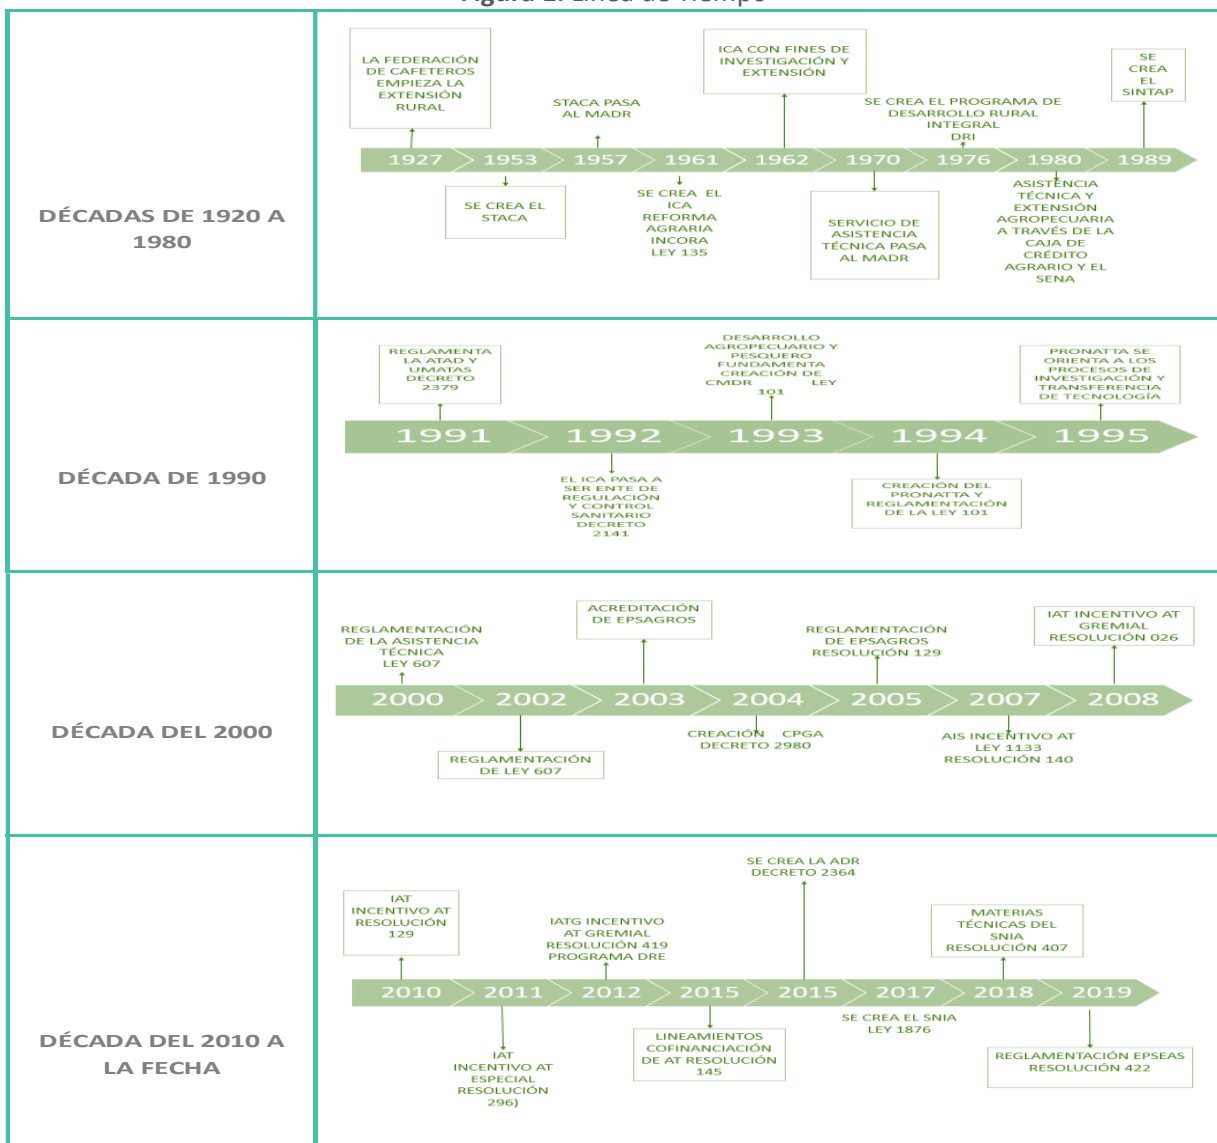 Figura 1. Línea de Tiempo
DÉCADAS DE 1920 A
1980
LA FEDERACIÓN
DE CAFETEROS
EMPIEZA LA
EXTENSIÓN
RURAL
STACA PASA
AL MADR
ICA CON FINES DE
INVESTIGACIÓN Y
EXTENSIÓN
SE CREA EL PROGRAMA DE
DESARROLLO RURAL
INTEGRAL
DRI
SE
CREA
EL
SINTAP
1927 1953 1957 1961 1962 1970 1976 1980 1989
SE CREA EL
STACA
SE CREA EL
ICA
REFORMA
AGRARIA
INCORA
LEY 135
SERVICIO DE
ASISTENCIA
TÉCNICA PASA
AL MADR
ASISTENCIA
TÉCNICA Y
EXTENSIÓN
AGROPECUARIA
A TRAVÉS DE LA
CAJA DE
CRÉDITO
AGRARIO Y EL
SENA
DÉCADA DE 1990
REGLAMENTA
LA ATAD Y
UMATAS
DECRETO
2379
DESARROLLO
AGROPECUARIO Y
PESQUERO
FUNDAMENTA
CREACIÓN DE
CMDR LEY
101
PRONATTA SE
ORIENTA A LOS
PROCESOS DE
INVESTIGACIÓN Y
TRANSFERENCIA
DE TECNOLOGÍA
1991 1992 1993 1994 1995
EL ICA PASA A
SER ENTE DE
REGULACIÓN
Y CONTROL
SANITARIO
DECRETO
2141
CREACIÓN DEL
PRONATTA Y
REGLAMENTACIÓN
DE LA LEY 101
DÉCADA DEL 2000
REGLAMENTACIÓN
DE LA ASISTENCIA
TÉCNICA
LEY 607
ACREDITACIÓN
DE EPSAGROS
REGLAMENTACIÓN
DE EPSAGROS
RESOLUCIÓN 129
IAT INCENTIVO AT
GREMIAL
RESOLUCIÓN 026
2000 2002 2003 2004 2005 2007 2008
REGLAMENTACIÓN
DE LEY 607
CREACIÓN CPGA
DECRETO 2980
AIS INCENTIVO AT
LEY 1133
RESOLUCIÓN 140
DÉCADA DEL 2010 A
LA FECHA
IAT
INCENTIVO AT
RESOLUCIÓN
129
IATG INCENTIVO
AT GREMIAL
RESOLUCIÓN 419
PROGRAMA DRE
SE CREA LA ADR
DECRETO 2364
MATERIAS
TÉCNICAS DEL
SNIA
RESOLUCIÓN 407
2010 2011 2012 2015 2015 2017 2018 2019
IAT
INCENTIVO AT
ESPECIAL
RESOLUCIÓN
296)
LINEAMIENTOS
COFINANCIACIÓN
DE AT RESOLUCIÓN
145
SE CREA EL SNIA
LEY 1876
REGLAMENTACIÓN EPSEAS
RESOLUCIÓN 422